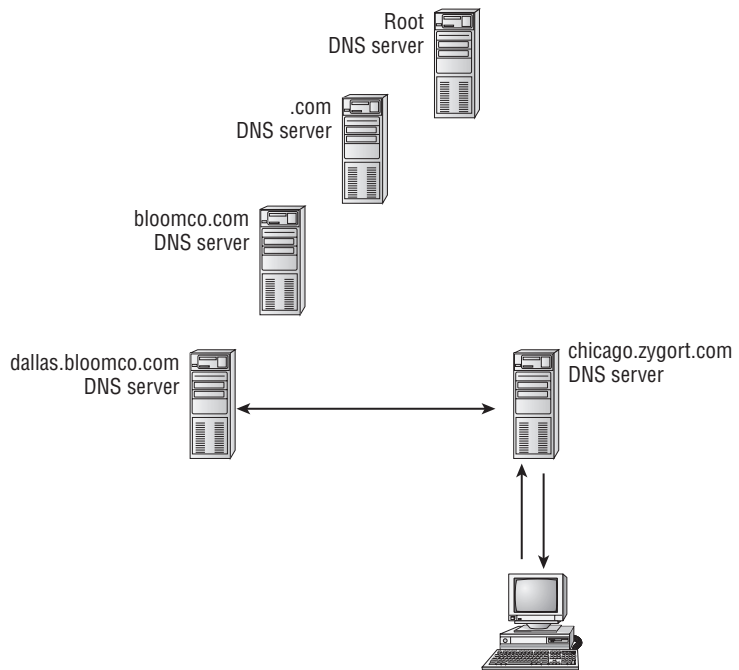 Root
DNS server
.com
DNS server
bloomco.com
DNS server
dallas.bloomco.com
DNS server
chicago.zygort.com
DNS server